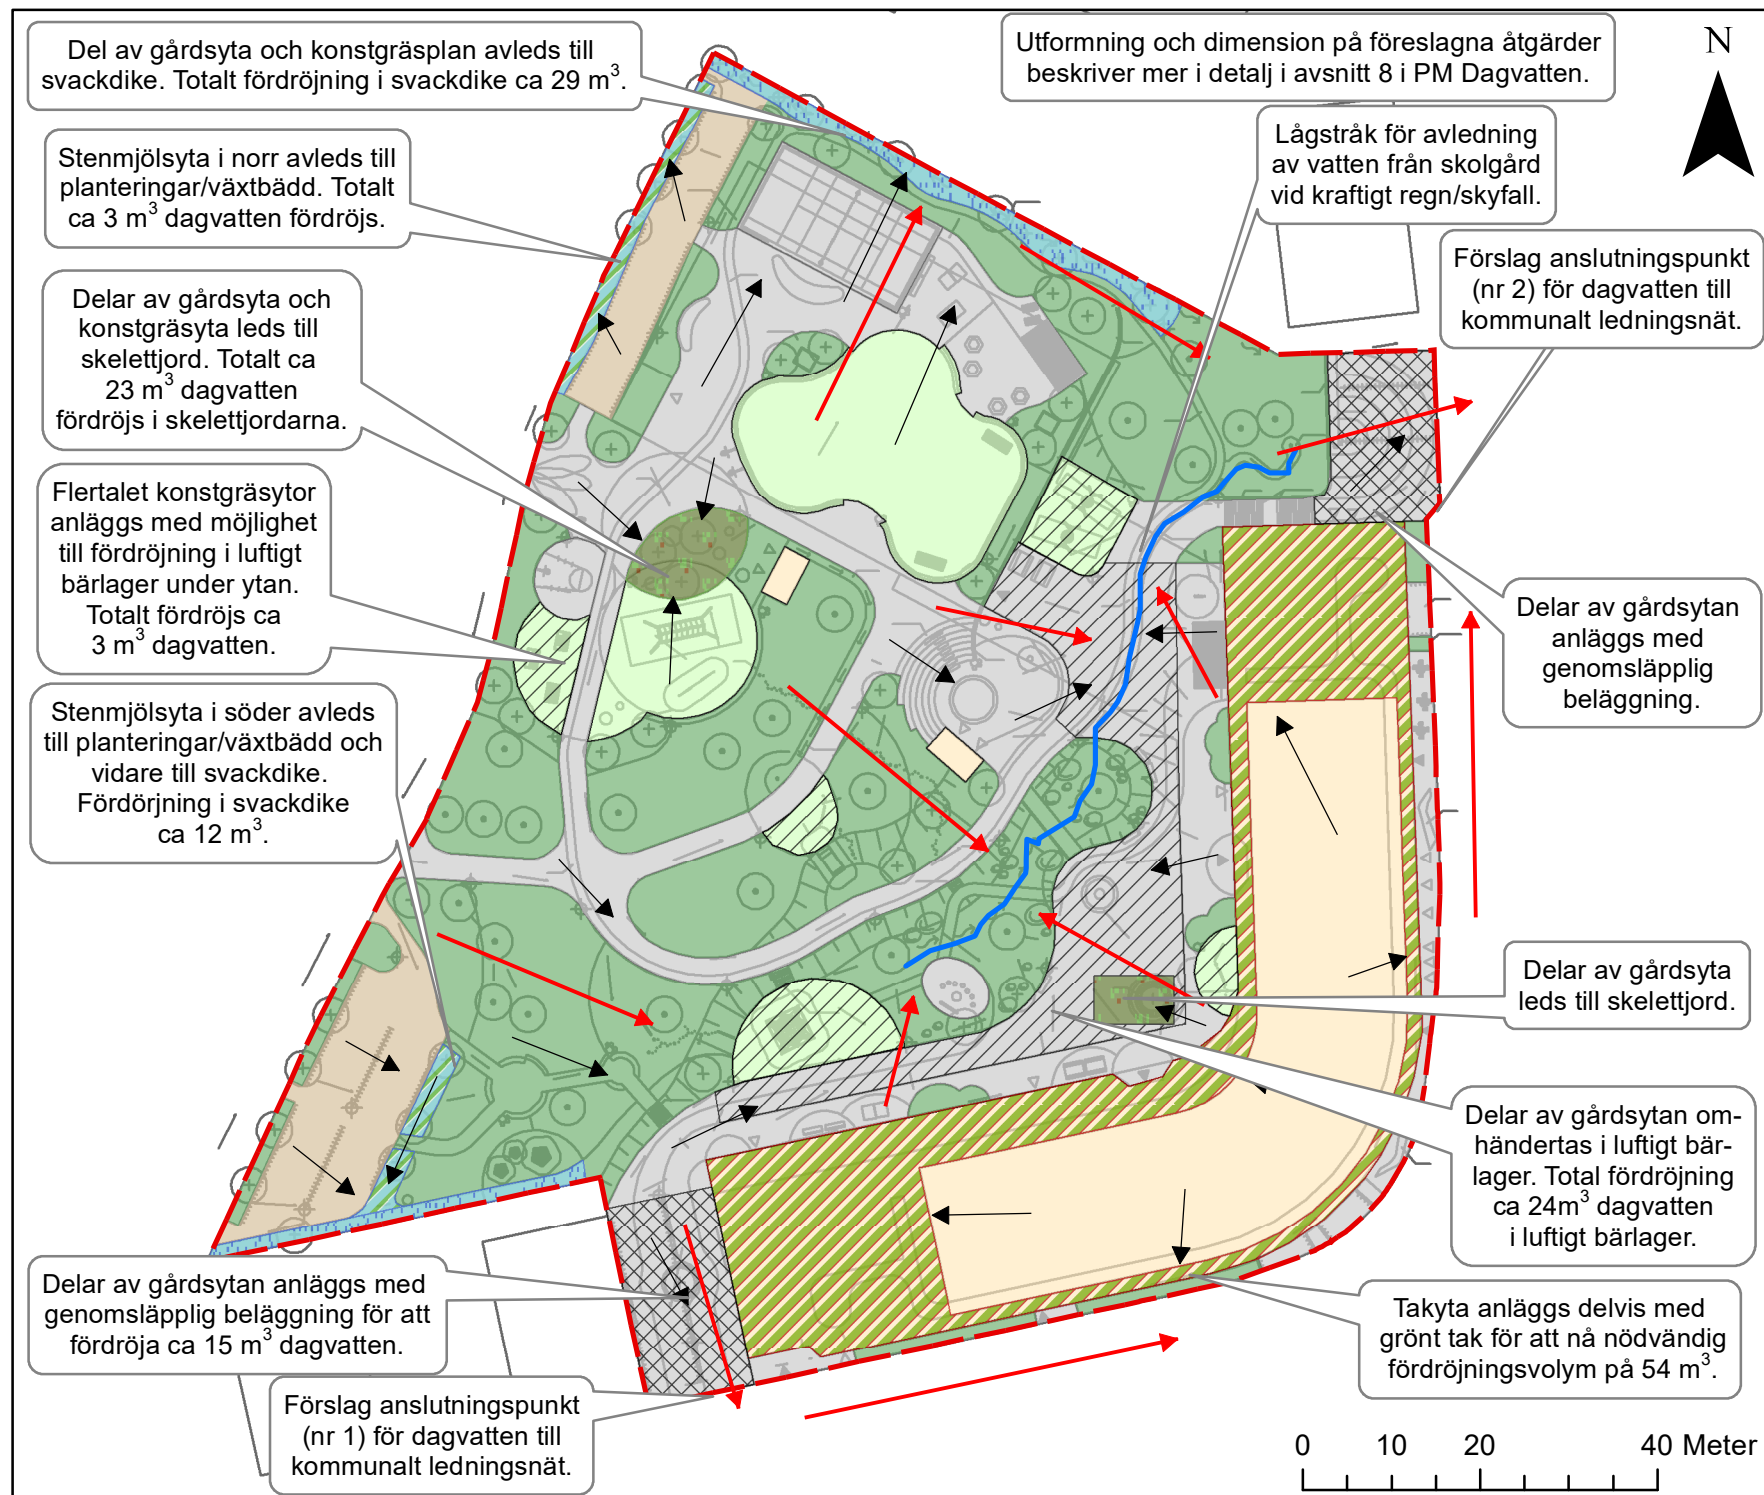 Del av gårdsyta och konstgräsplan avleds till
svackdike. Totalt fördröjning i svackdike ca 29 m³.
Utformning och dimension på föreslagna åtgärder
beskriver mer i detalj i avsnitt 8 i PM Dagvatten.
N
Lågstråk för avledning
av vatten från skolgård
vid kraftigt regn/skyfall.
Stenmjölsyta i norr avleds till
planteringar/växtbädd. Totalt
ca 3 m³ dagvatten fördröjs.
Förslag anslutningspunkt
(nr 2) för dagvatten till
kommunalt ledningsnät.
Delar av gårdsyta och
konstgräsyta leds till
skelettjord. Totalt ca
23 m³ dagvatten
fördröjs i skelettjordarna.
Flertalet konstgräsytor
anläggs med möjlighet
till fördröjning i luftigt
bärlager under ytan.
Totalt fördröjs ca
3 m³ dagvatten.
Delar av gårdsytan
anläggs med
genomsläpplig
beläggning.
Stenmjölsyta i söder avleds
till planteringar/växtbädd och
vidare till svackdike.
Fördörjning i svackdike
ca 12 m³.
Delar av gårdsyta
leds till skelettjord.
Delar av gårdsytan om-
händertas i luftigt bär-
lager. Total fördröjning
ca 24m³ dagvatten
i luftigt bärlager.
Delar av gårdsytan anläggs med
genomsläpplig beläggning för att
fördröja ca 15 m³ dagvatten.
Takyta anläggs delvis med
grönt tak för att nå nödvändig
fördröjningsvolym på 54 m³.
Förslag anslutningspunkt
(nr 1) för dagvatten till
kommunalt ledningsnät.
0 10 20 40 Meter